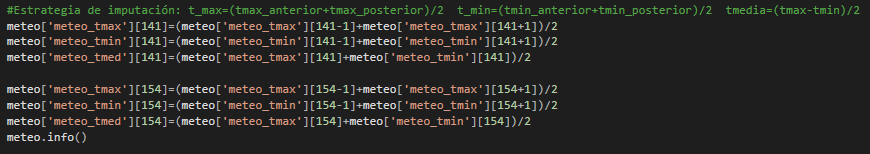 #Estrategia de imputación: t_max=(tmax_anterior+tmax_posterior)/2  t_min=(tmin_anterior+tmin_posterior)/2  tmedia=(tmax-tmin)/2
meteo['meteo_tmax'][141]=(meteo['meteo_tmax'][141-1]+meteo['meteo_tmax'][141+1])/2
meteo['meteo_tmin'][141]=(meteo['meteo_tmin'][141-1]+meteo['meteo_tmin'][141+1])/2
meteo['meteo_tmed'][141]=(meteo['meteo_tmax'][141]+meteo['meteo_tmin'][141])/2
meteo['meteo_tmax'][154]=(meteo['meteo_tmax'][154-1]+meteo['meteo_tmax'][154+1])/2
meteo['meteo_tmin'][154]=(meteo['meteo_tmin'][154-1]+meteo['meteo_tmin'][154+1])/2
meteo['meteo_tmed'][154]=(meteo['meteo_tmax'][154]+meteo['meteo_tmin'][154])/2
meteo.info()